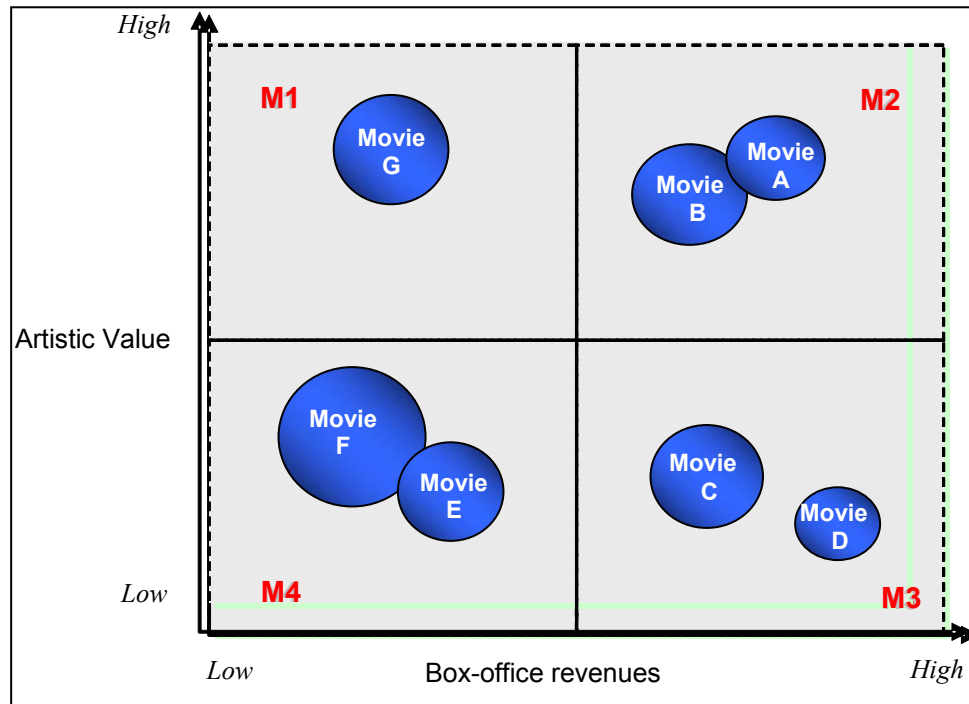 High
M1
M2
Movie
G
Movie
A
Movie
B
Artistic Value
Movie
F
Movie
E
Movie
C
Movie
D
Low
M4
M3
Low
Box-office revenues
High